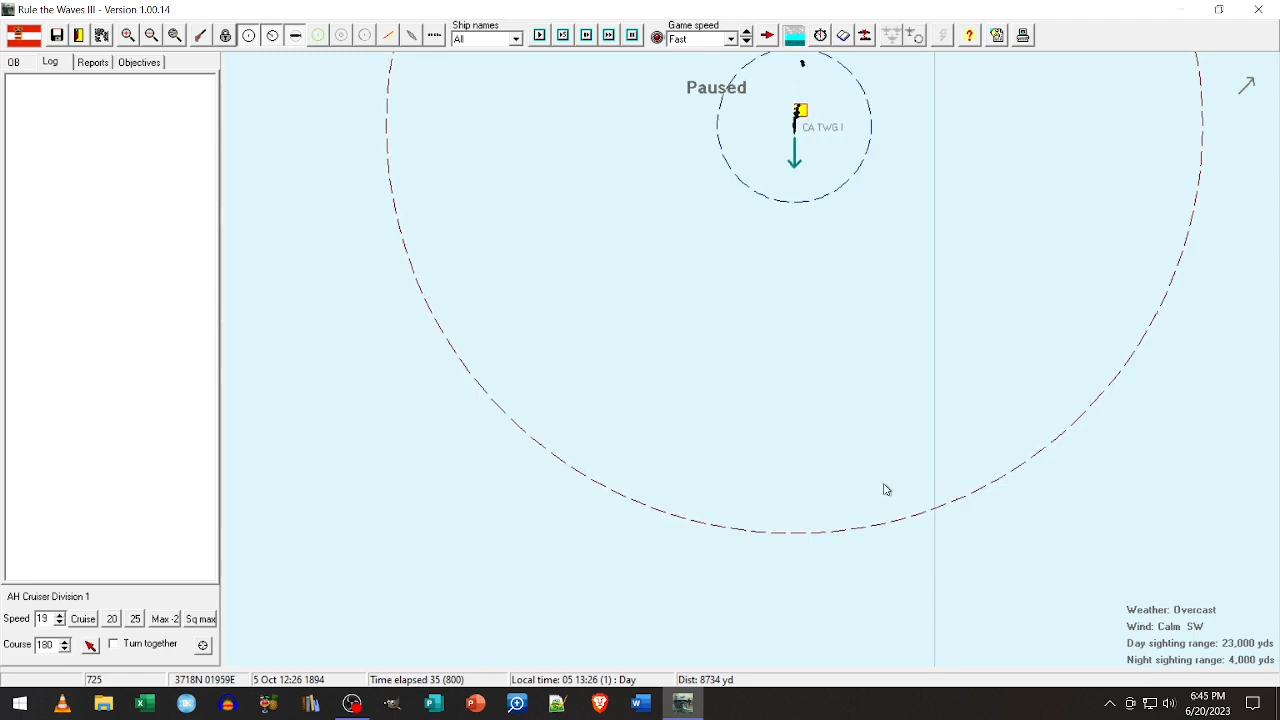 Rule the Waves III - Version 1.00.14
Ship names
All
Game speed
Fast
OB
Log
Reports
Objectives
Paused
CA TWG I
AH Cruiser Division 1
Speed 19 Cruise 20 25 Max -2 Sq max
Course 180 Turn together
Weather: Overcast
Wind: Calm SW
Day sighting range: 23,000 yds
Night sighting range: 4,000 yds
725 3718N 01959E 5 Oct 12:26 1894 Time elapsed 35 (800) Local time: 05 13:26 (1) : Day Dist: 8734 yd
6:45 PM
6/20/2023